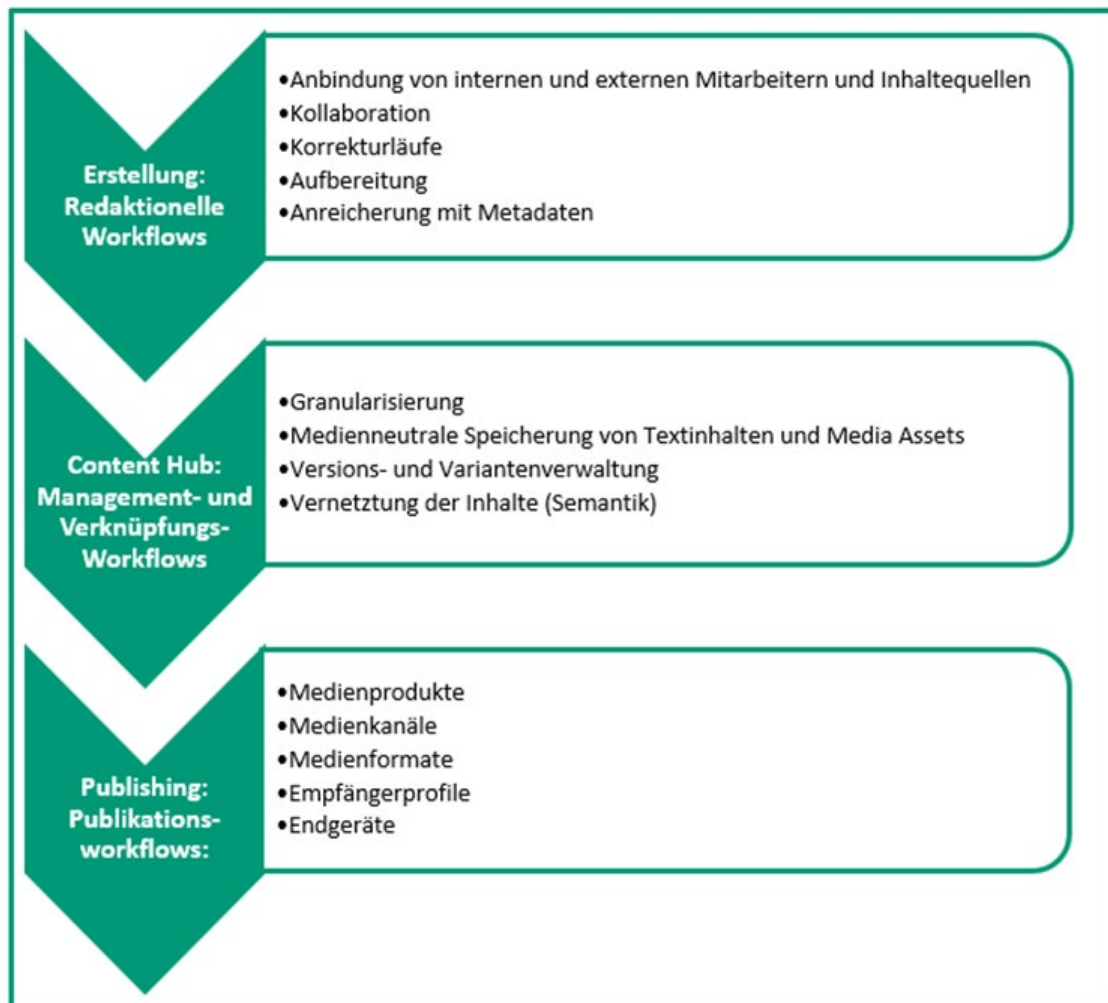 Erstellung:
Redaktionelle
Workflows
•Anbindung von internen und externen Mitarbeitern und Inhaltequellen
•Kollaboration
•Korrekturläufe
•Aufbereitung
•Anreicherung mit Metadaten
Content Hub:
Management- und
Verknüpfungs-
Workflows
•Granularisierung
•Medienneutrale Speicherung von Textinhalten und Media Assets
•Versions- und Variantenverwaltung
•Vernetztung der Inhalte (Semantik)
Publishing:
Publikations-
workflows:
•Medienprodukte
•Medienkanäle
•Medienformate
•Empfängerprofile
•Endgeräte